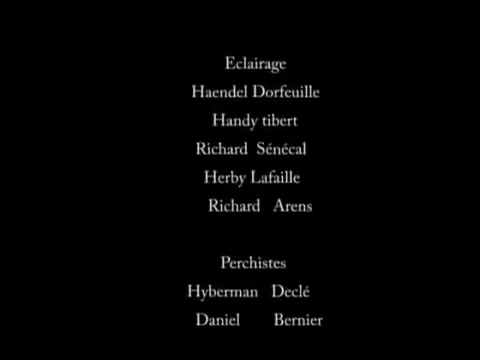 Eclairage
Haendel Dorfeuille
Handy tibert
Richard Sénécal
Herby Lafaille
Richard Arens
Perchistes
Hyberman Declé
Daniel Bernier